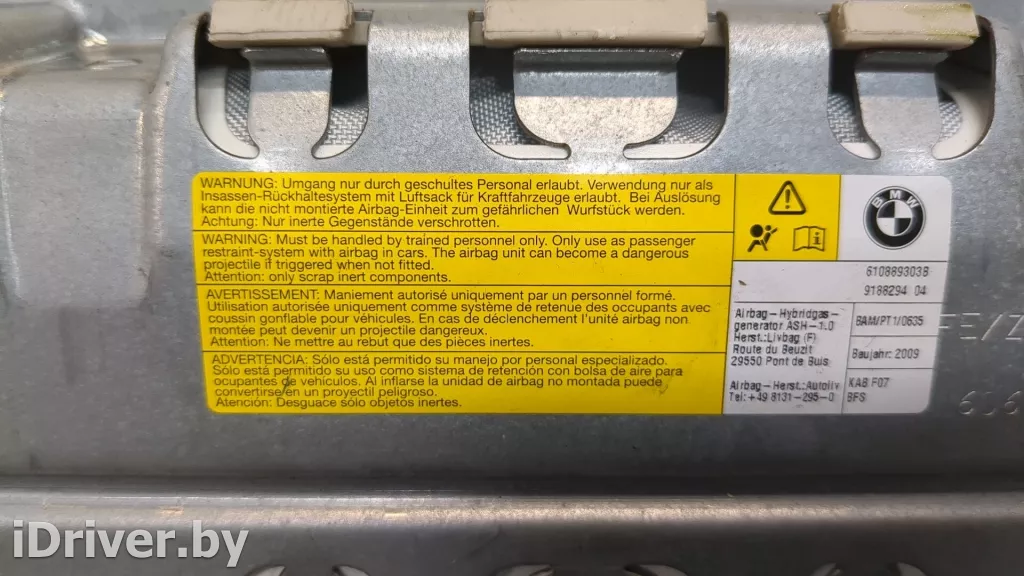 WARNUNG: Umgang nur durch geschultes Personal erlaubt. Verwendung nur als
Insassen-Rückhaltesystem mit Luftsack für Kraftfahrzeuge erlaubt. Bei Auslösung
kann die nicht montierte Airbag-Einheit zum gefährlichen Wurfstück werden.
Achtung: Nur inerte Gegenstände verschrotten.
WARNING: Must be handled by trained personnel only. Only use as passenger
restraint-system with airbag in cars. The airbag unit can become a dangerous
projectile if triggered when not fitted.
Attention: only scrap inert components.
AVERTISSEMENT: Maniement autorisé uniquement par un personnel formé.
Utilisation autorisée uniquement comme système de retenue des occupants avec
coussin gonflable pour véhicules. En cas de déclenchement l'unité airbag non
montée peut devenir un projectile dangereux.
Attention: Ne mettre au rebut que des pièces inertes.
ADVERTENCIA: Sólo está permitido su manejo por personal especializado.
Sólo está permitido su uso como sistema de retención con bolsa de aire para
ocupantes de vehículos. Al inflarse la unidad de airbag no montada puede
convertirse en un proyectil peligroso.
Atención: Desguace sólo objetos inertes.
BMW
6108893038
9188294 04
Airbag-Hybridgas-
generator ASH-1.0
Herst.:Livbag (F)
Route du Beuzit
29550 Pont de Buis
BAM/PT1/0635
Baujahr: 2009
Airbag-Herst.:Autoliv
Tel: +49 8131-295-0
KAB F07
BFS
FE/Z
606
iDriver.by